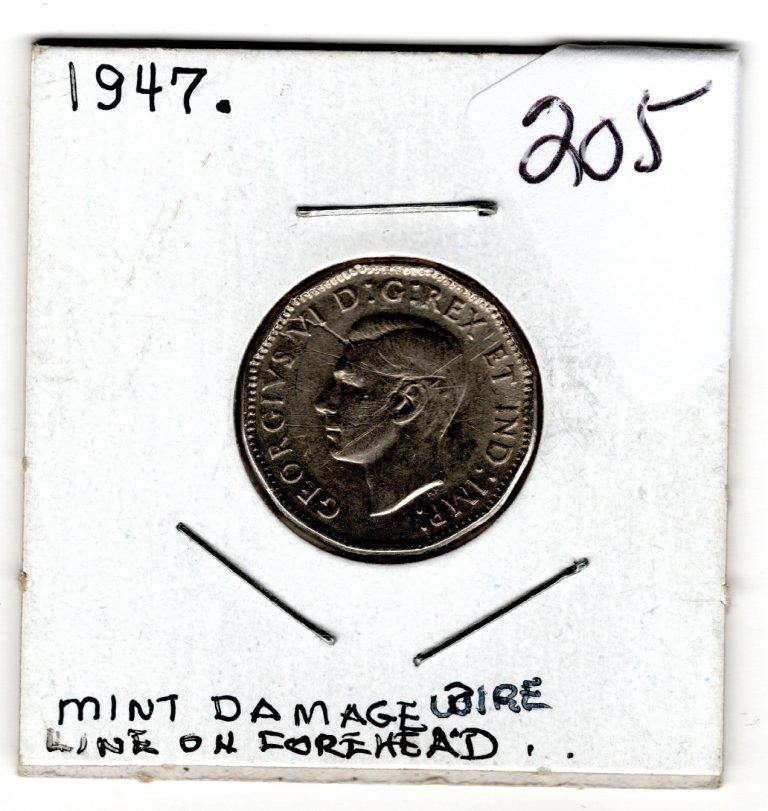 1947.
205
GEORGIVS VI D:G:REX ET IND:IMP:
MINT DAMAGE WIRE
LINE ON FOREHEAD . .